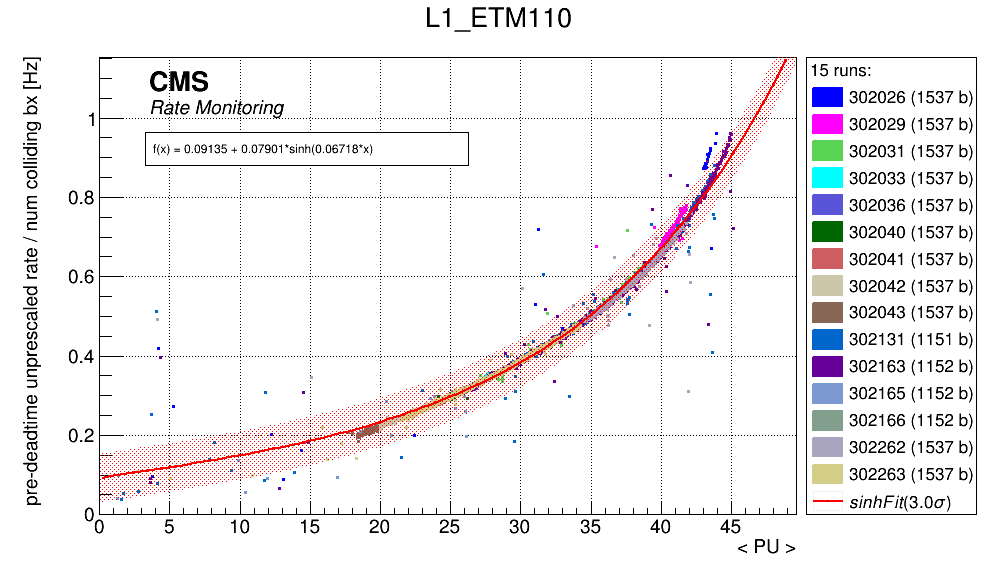 L1_ETM110
pre-deadtime unprescaled rate / num colliding bx [Hz]
CMS
Rate Monitoring
f(x) = 0.09135 + 0.07901*sinh(0.06718*x)
1
0.8
0.6
0.4
0.2
0
0 5 10 15 20 25 30 35 40 45
< PU >
15 runs:
302026 (1537 b)
302029 (1537 b)
302031 (1537 b)
302033 (1537 b)
302036 (1537 b)
302040 (1537 b)
302041 (1537 b)
302042 (1537 b)
302043 (1537 b)
302131 (1151 b)
302163 (1152 b)
302165 (1152 b)
302166 (1152 b)
302262 (1537 b)
302263 (1537 b)
sinhFit(3.0σ)